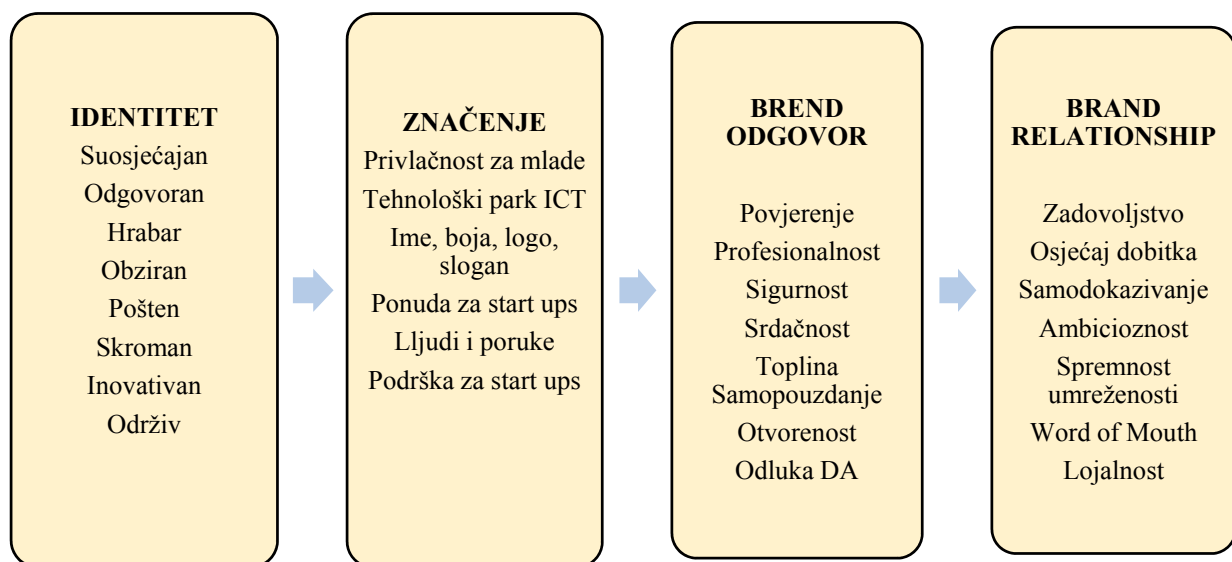 IDENTITET
Suosjećajan
Odgovoran
Hrabar
Obziran
Pošten
Skroman
Inovativan
Održiv
ZNAČENJE
Privlačnost za mlade
Tehnološki park ICT
Ime, boja, logo,
slogan
Ponuda za start ups
Lljudi i poruke
Podrška za start ups
BREND
ODGOVOR
Povjerenje
Profesionalnost
Sigurnost
Srdačnost
Toplina
Samopouzdanje
Otvorenost
Odluka DA
BRAND
RELATIONSHIP
Zadovoljstvo
Osjećaj dobitka
Samodokazivanje
Ambicioznost
Spremnost
umreženosti
Word of Mouth
Lojalnost